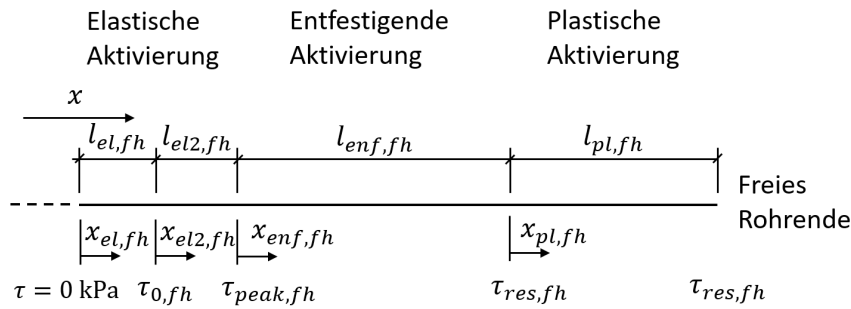 Elastische Entfestigende Plastische
Aktivierung Aktivierung Aktivierung
x
l_{el,fh} l_{el2,fh} l_{enf,fh} l_{pl,fh}
Freies
Rohrende
x_{el,fh} x_{el2,fh} x_{enf,fh} x_{pl,fh}
τ = 0 kPa τ_{0,fh} τ_{peak,fh} τ_{res,fh} τ_{res,fh}